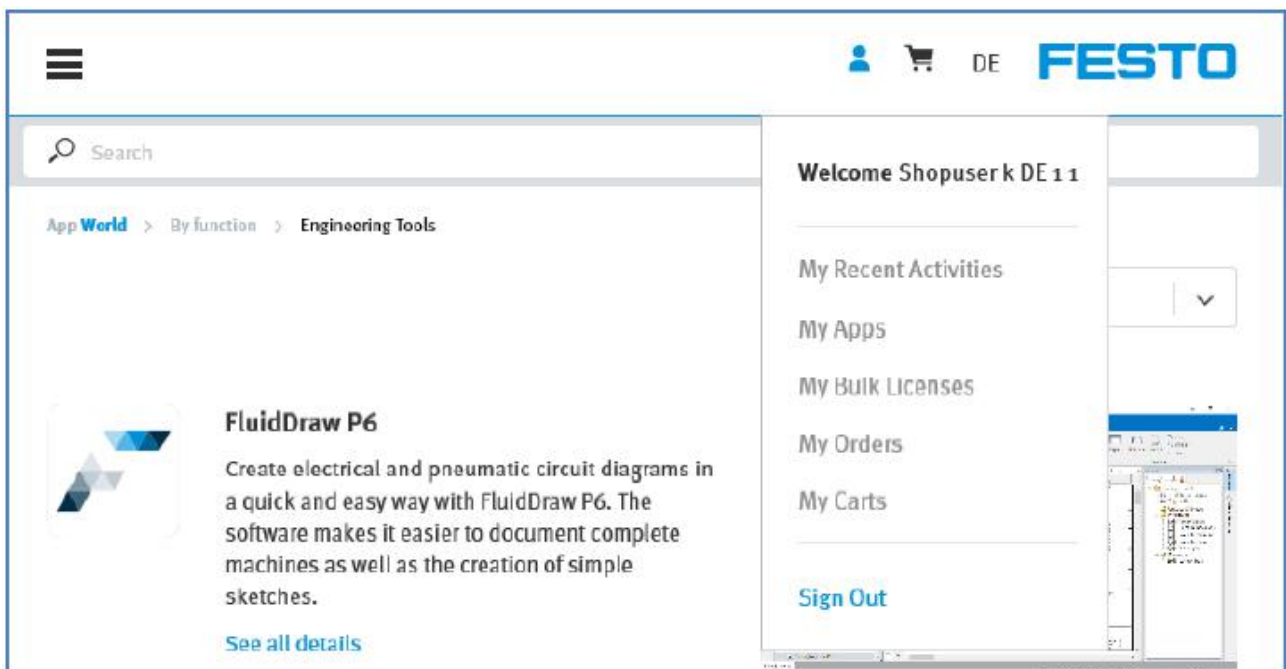 DE FESTO
Search
Welcome Shopuser k DE 1 1
App World > By function > Engineering Tools
My Recent Activities
My Apps
My Bulk Licenses
My Orders
My Carts
Sign Out
FluidDraw P6
Create electrical and pneumatic circuit diagrams in
a quick and easy way with FluidDraw P6. The
software makes it easier to document complete
machines as well as the creation of simple
sketches.
See all details